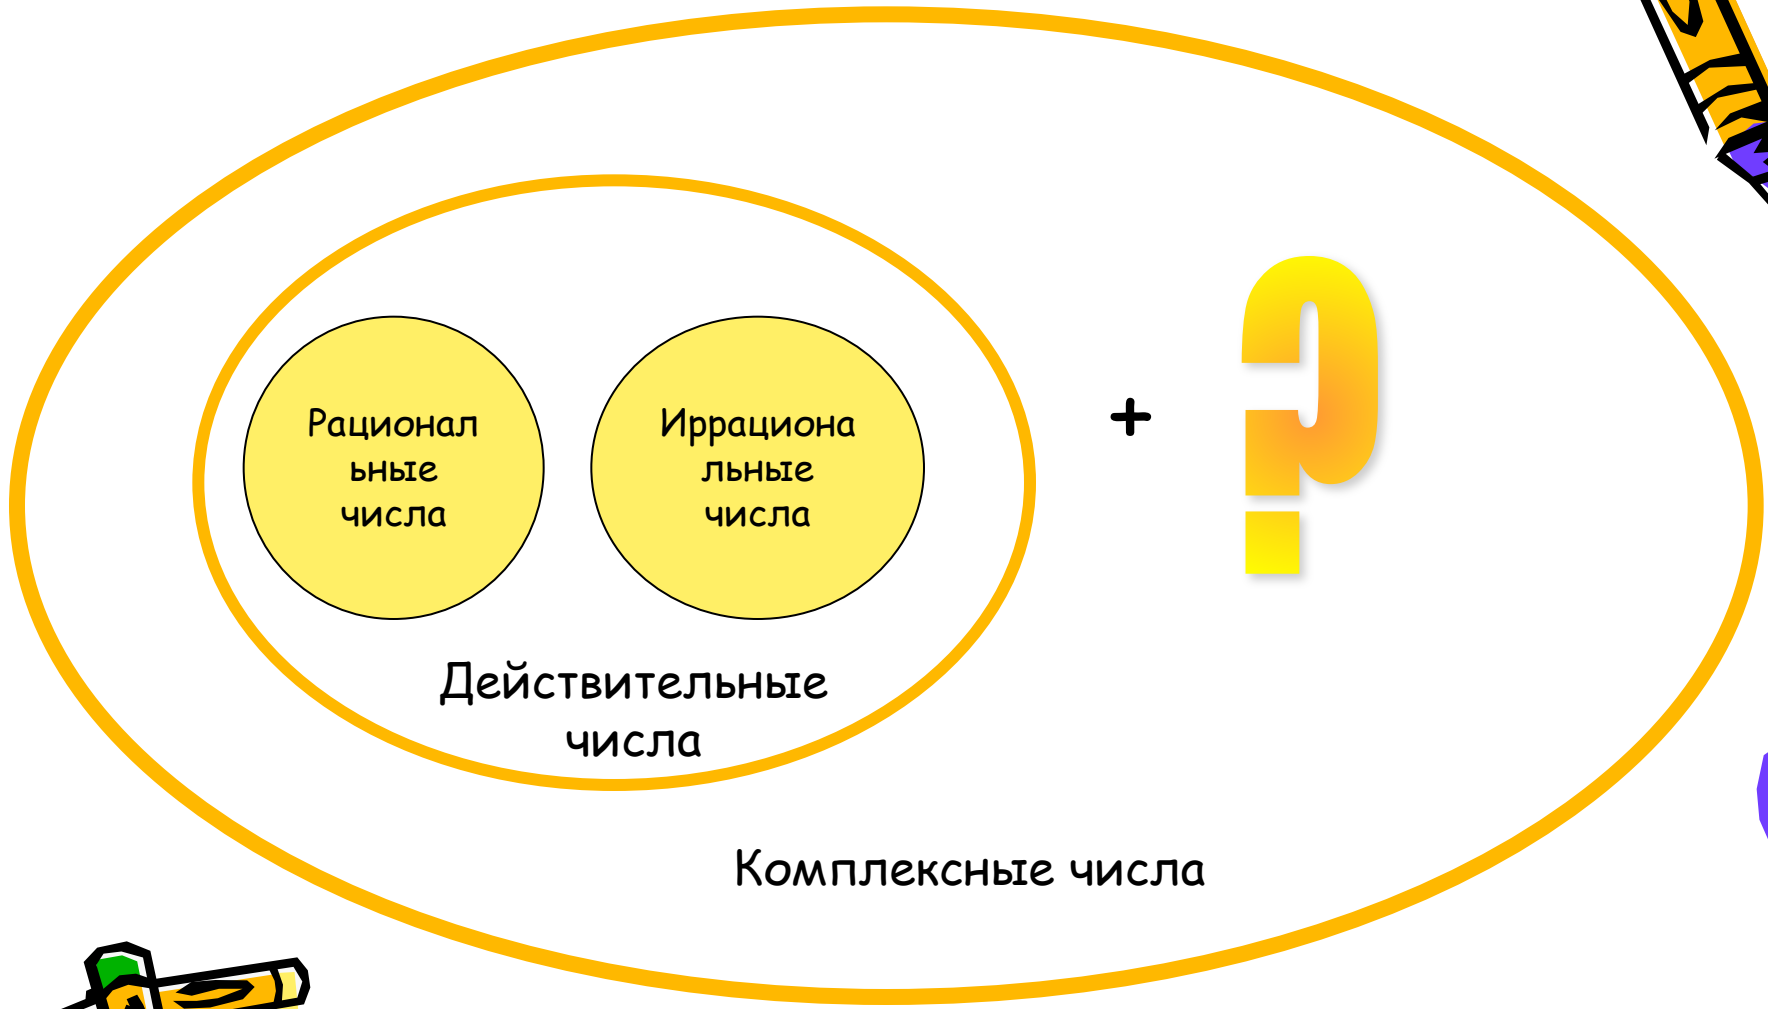 Рационал
ьные
числа
Иррациона
льные
числа
+
?
Действительные
числа
Комплексные числа